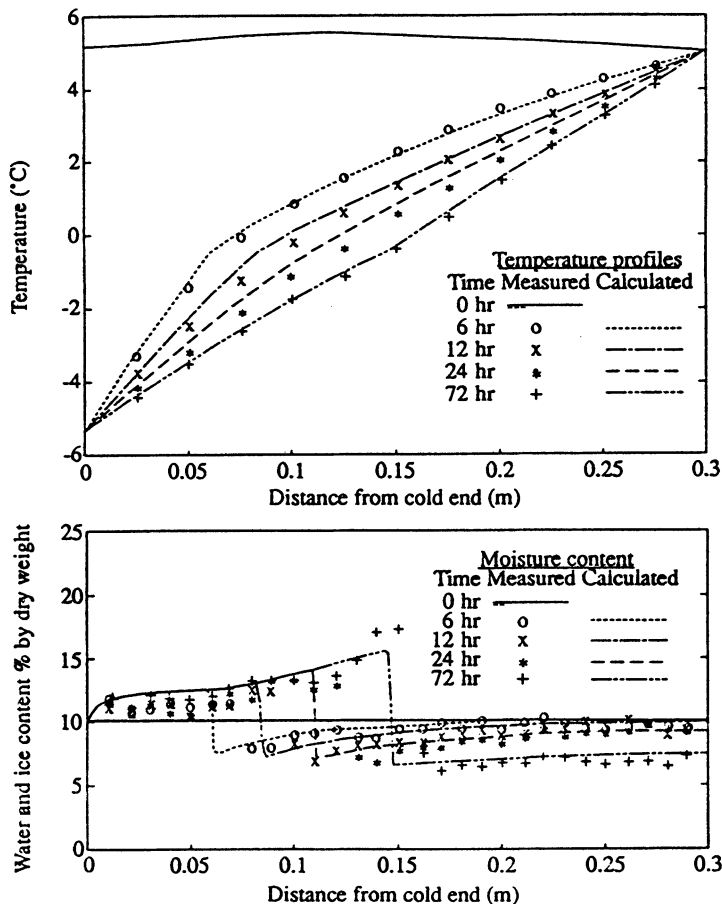 6
4
2
0
-2
-4
-6
Temperature (°C)
Temperature profiles
Time Measured Calculated
0 hr
6 hr o
12 hr x
24 hr *
72 hr +
0 0.05 0.1 0.15 0.2 0.25 0.3
Distance from cold end (m)
25
20
15
10
5
0
Water and ice content % by dry weight
Moisture content
Time Measured Calculated
0 hr
6 hr o
12 hr x
24 hr *
72 hr +
0 0.05 0.1 0.15 0.2 0.25 0.3
Distance from cold end (m)